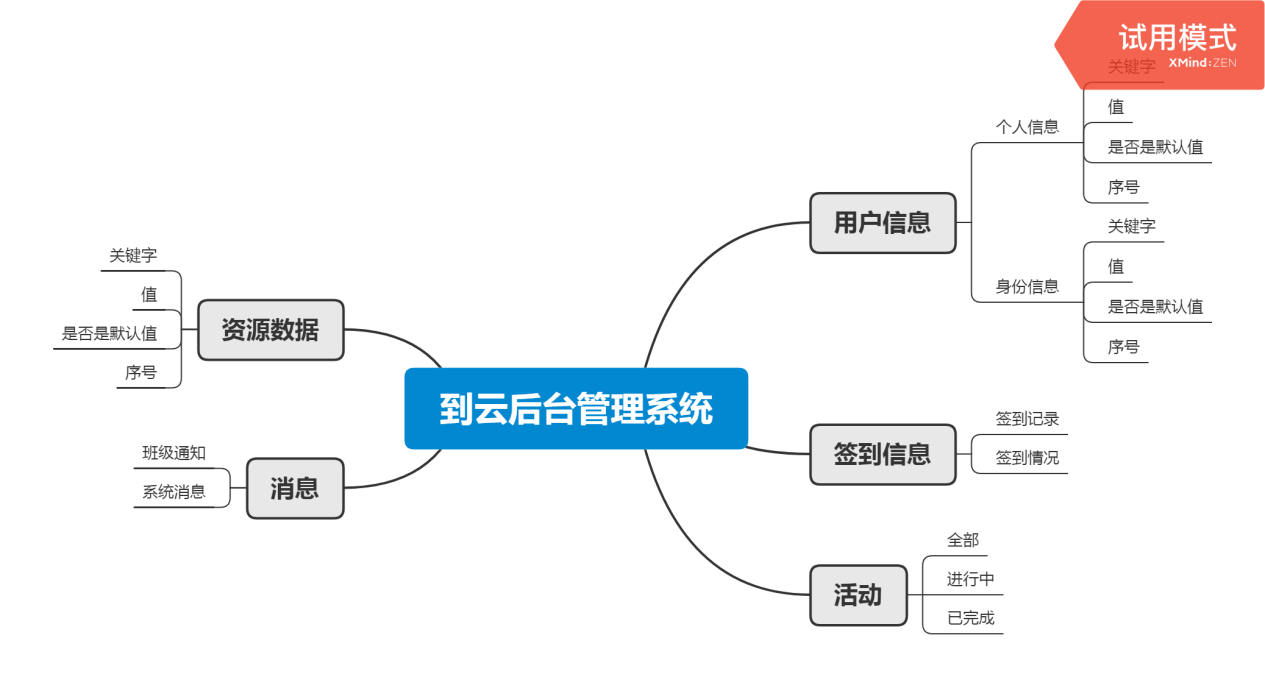 试用模式
XMind:ZEN
到云后台管理系统
用户信息
个人信息
关键字
值
是否是默认值
序号
身份信息
关键字
值
是否是默认值
序号
签到信息
签到记录
签到情况
活动
全部
进行中
已完成
资源数据
关键字
值
是否是默认值
序号
消息
班级通知
系统消息